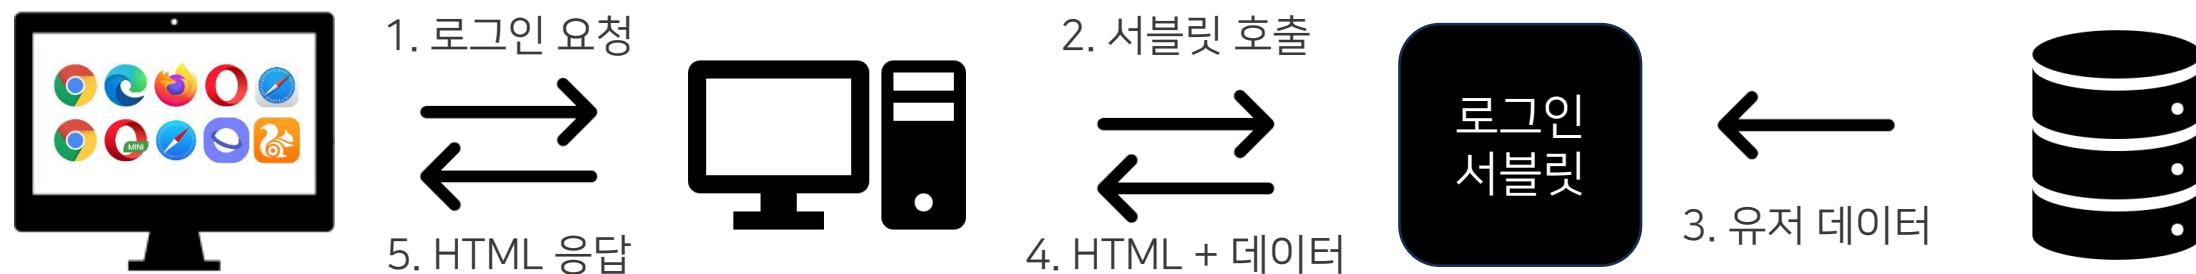 1. 로그인 요청
2. 서블릿 호출
로그인
서블릿
3. 유저 데이터
4. HTML + 데이터
5. HTML 응답
MINI